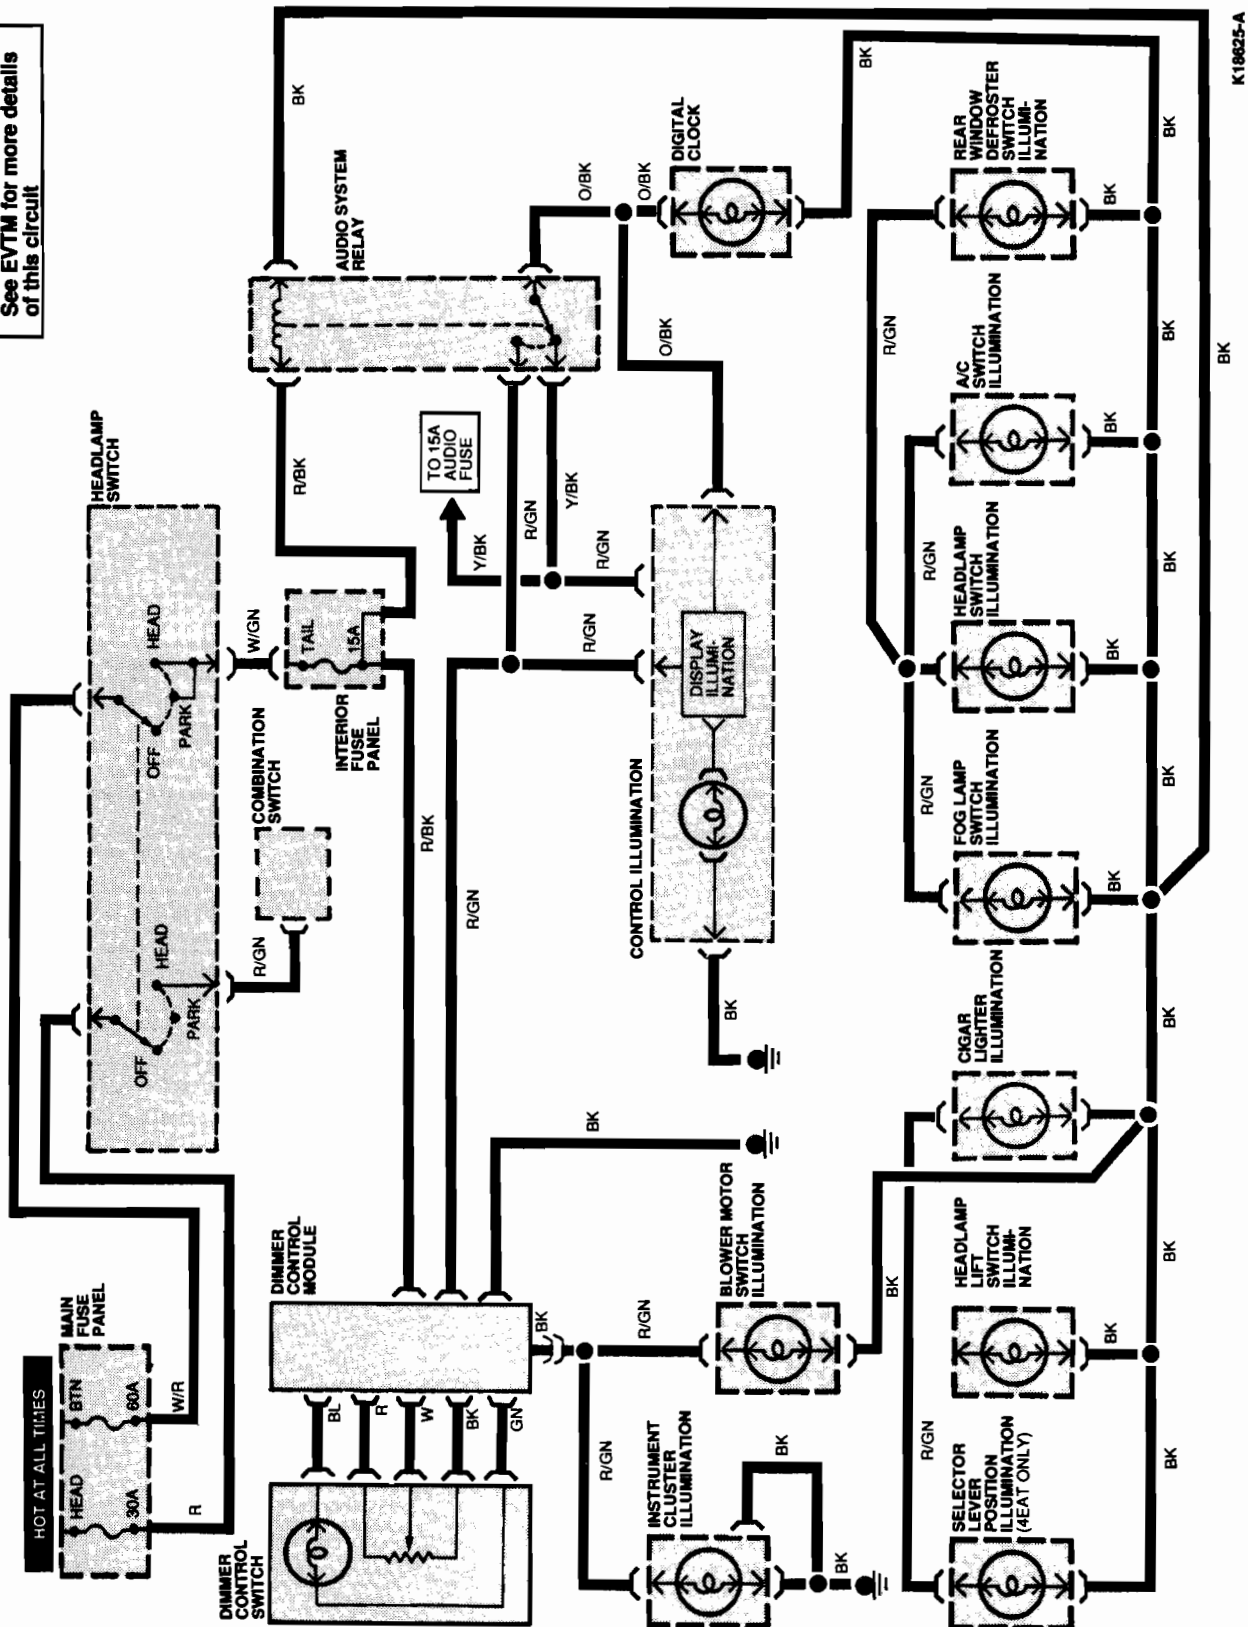 See EVTM for more details
of this circuit
HOT AT ALL TIMES
HEAD
30A
BTN
60A
MAIN
FUSE
PANEL
R
W/R
OFF
PARK
HEAD
OFF
PARK
HEAD
HEADLAMP
SWITCH
R/GN
COMBINATION
SWITCH
W/GN
TAIL
15A
INTERIOR
FUSE
PANEL
R/BK
BK
AUDIO SYSTEM
RELAY
DIMMER
CONTROL
SWITCH
BL
R
W
BK
GN
DIMMER
CONTROL
MODULE
BK
R/BK
R/GN
TO 15A
AUDIO
FUSE
Y/BK
R/GN
Y/BK
R/GN
R/GN
O/BK
O/BK
O/BK
DIGITAL
CLOCK
BK
BK
R/GN
R/GN
INSTRUMENT
CLUSTER
ILLUMINATION
BK
BK
BLOWER MOTOR
SWITCH
ILLUMINATION
BK
CONTROL ILLUMINATION
DISPLAY
ILLUMI-
NATION
BK
R/GN
R/GN
R/GN
R/GN
SELECTOR
LEVER
POSITION
ILLUMINATION
(4EAT ONLY)
HEADLAMP
LIFT
SWITCH
ILLUMI-
NATION
CIGAR
LIGHTER
ILLUMINATION
FOG LAMP
SWITCH
ILLUMINATION
HEADLAMP
SWITCH
ILLUMINATION
A/C
SWITCH
ILLUMINATION
REAR
WINDOW
DEFROSTER
SWITCH
ILLUMI-
NATION
BK
BK
BK
BK
BK
BK
BK
BK
BK
BK
BK
BK
BK
K18625-A